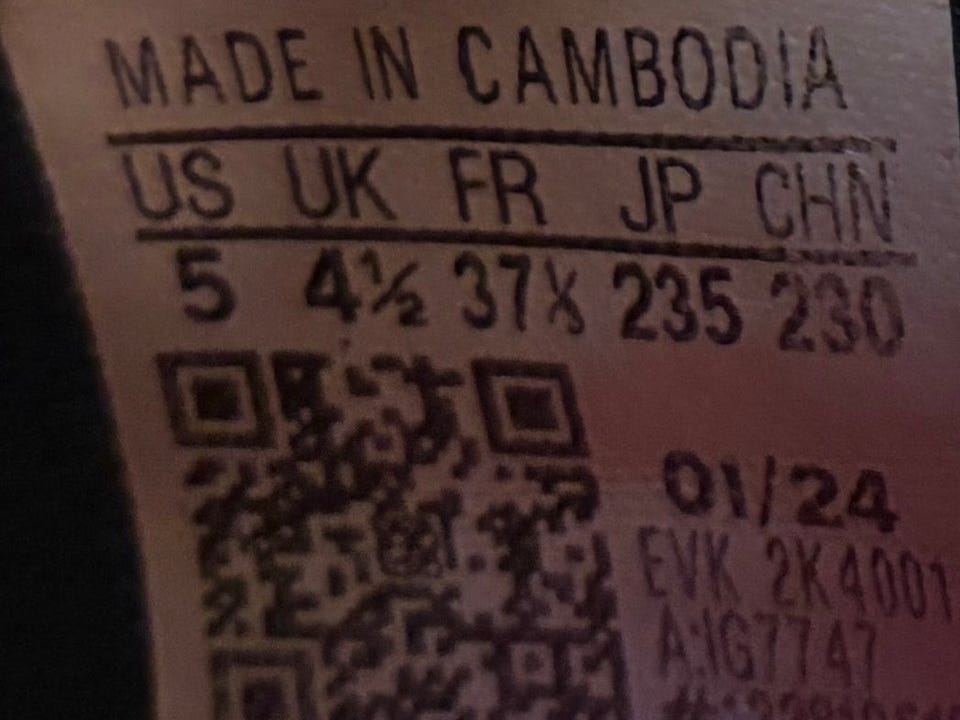 MADE IN CAMBODIA
US UK FR JP CHN
5 4½ 37⅓ 235 230
01/24
EVK 2K4001
A:IG7747